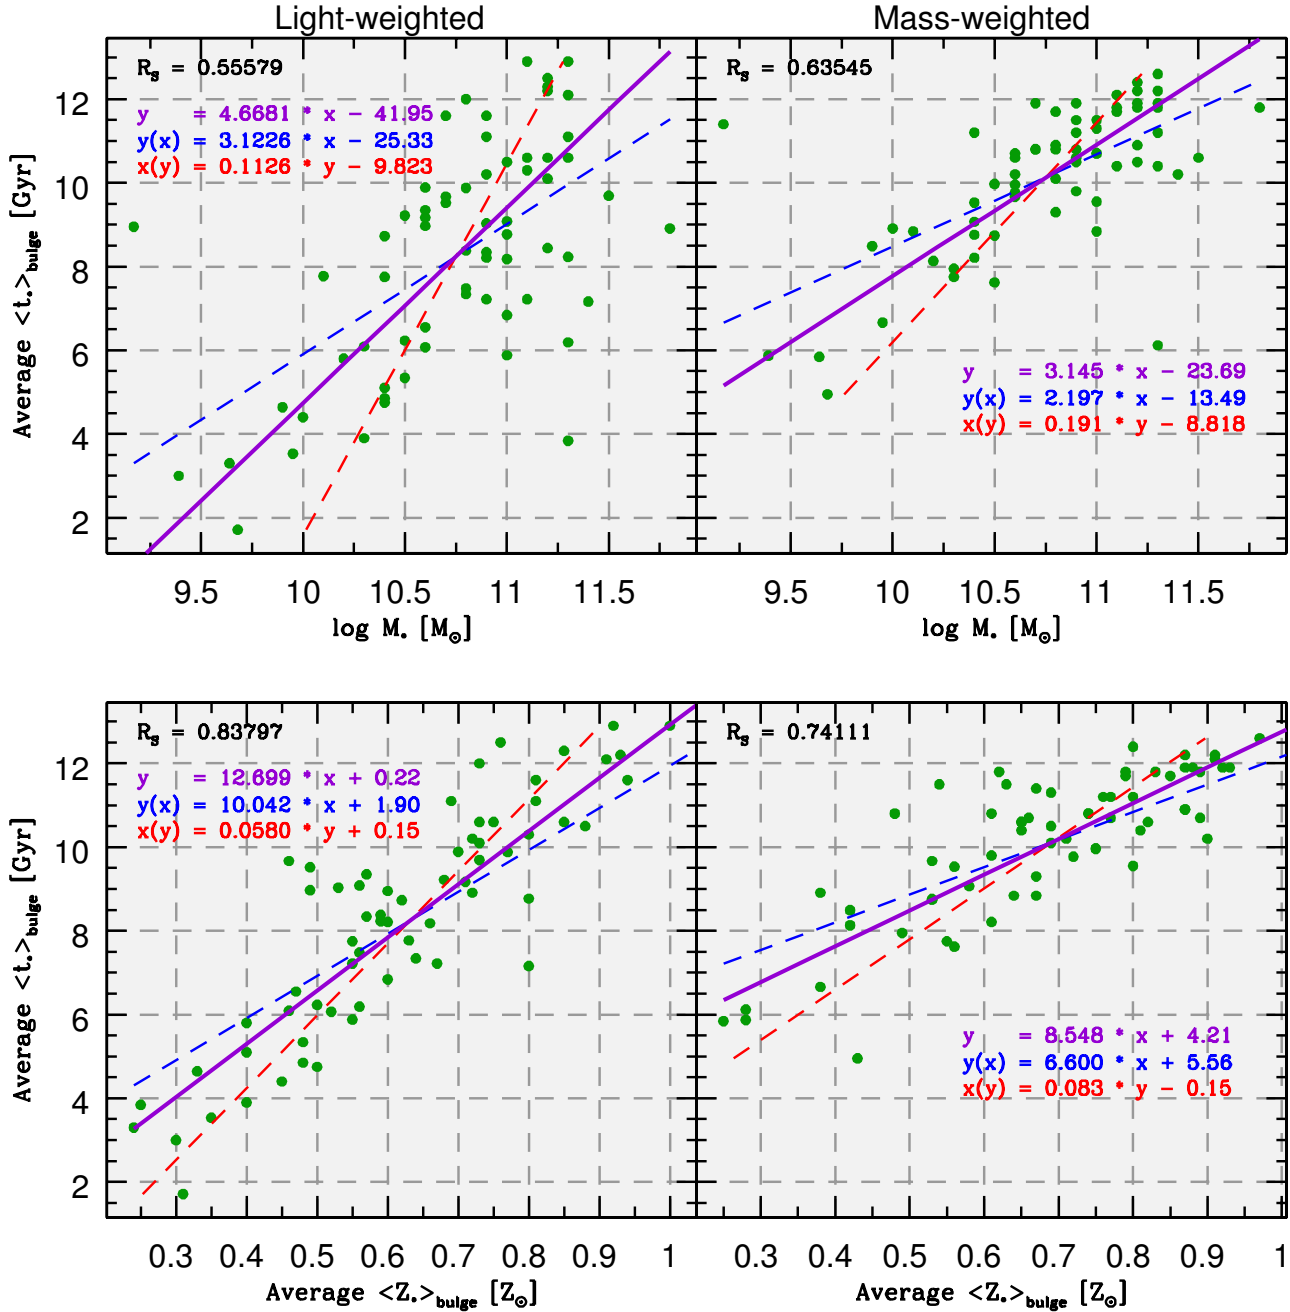 Light-weighted
Mass-weighted
R_S = 0.55579
y = 4.6681 * x − 41.95
y(x) = 3.1226 * x − 25.33
x(y) = 0.1126 * y − 9.823
R_S = 0.63545
y = 3.145 * x − 23.69
y(x) = 2.197 * x − 13.49
x(y) = 0.191 * y − 8.818
Average <t⋆>bulge [Gyr]
12
10
8
6
4
2
9.5 10 10.5 11 11.5
9.5 10 10.5 11 11.5
log M⋆ [M⊙]
log M⋆ [M⊙]
R_S = 0.83797
y = 12.699 * x + 0.22
y(x) = 10.042 * x + 1.90
x(y) = 0.0580 * y + 0.15
R_S = 0.74111
y = 8.548 * x + 4.21
y(x) = 6.600 * x + 5.56
x(y) = 0.083 * y − 0.15
Average <t⋆>bulge [Gyr]
12
10
8
6
4
2
0.3 0.4 0.5 0.6 0.7 0.8 0.9 1
0.3 0.4 0.5 0.6 0.7 0.8 0.9 1
Average <Z⋆>bulge [Z⊙]
Average <Z⋆>bulge [Z⊙]